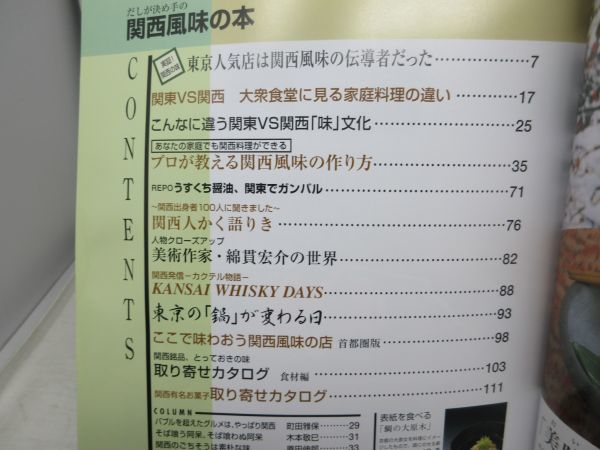 だしが決め手の
関西風味の本
CONTENTS
東京人気店は関西風味の伝導者だった……7
関東VS関西　大衆食堂に見る家庭料理の違い……17
こんなに違う関東VS関西「味」文化……25
あなたの家庭でも関西料理ができる
プロが教える関西風味の作り方……35
REPO うすくち醤油、関東でガンバル……71
～関西出身者100人に聞きました～
関西人かく語りき……76
人物クローズアップ
美術作家・綿貫宏介の世界……82
関西発信－カクテル物語－
KANSAI WHISKY DAYS……88
東京の「鍋」が変わる日……93
ここで味わおう関西風味の店 首都圏版……98
関西銘品、とっておきの味
取り寄せカタログ 食材編……103
関西有名お菓子取り寄せカタログ……111
COLUMN
バブルを超えたグルメは、やっぱり関西 町田雅保――29
そば喰う阿呆、そば喰わぬ阿呆 木本敬巳――31
関西のごちそうは素朴な味
33
表紙を食べる
「鯛の大原木」